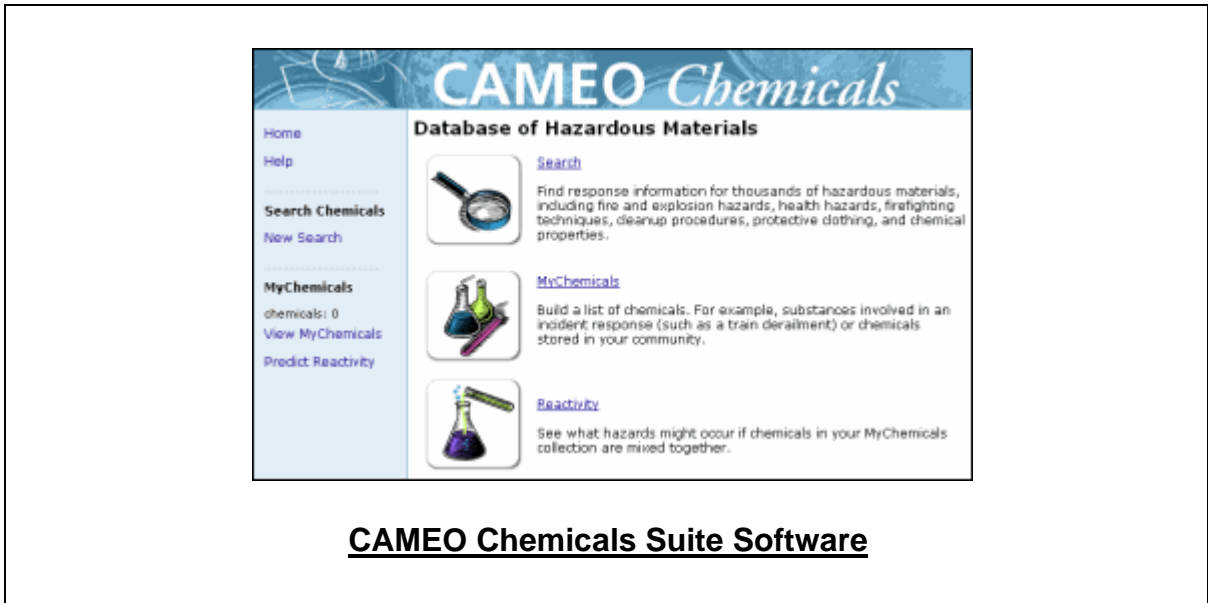 CAMEO Chemicals
Home
Help
Search Chemicals
New Search
MyChemicals
chemicals: 0
View MyChemicals
Predict Reactivity
Database of Hazardous Materials
Search
Find response information for thousands of hazardous materials,
including fire and explosion hazards, health hazards, firefighting
techniques, cleanup procedures, protective clothing, and chemical
properties.
MyChemicals
Build a list of chemicals. For example, substances involved in an
incident response (such as a train derailment) or chemicals
stored in your community.
Reactivity
See what hazards might occur if chemicals in your MyChemicals
collection are mixed together.
CAMEO Chemicals Suite Software